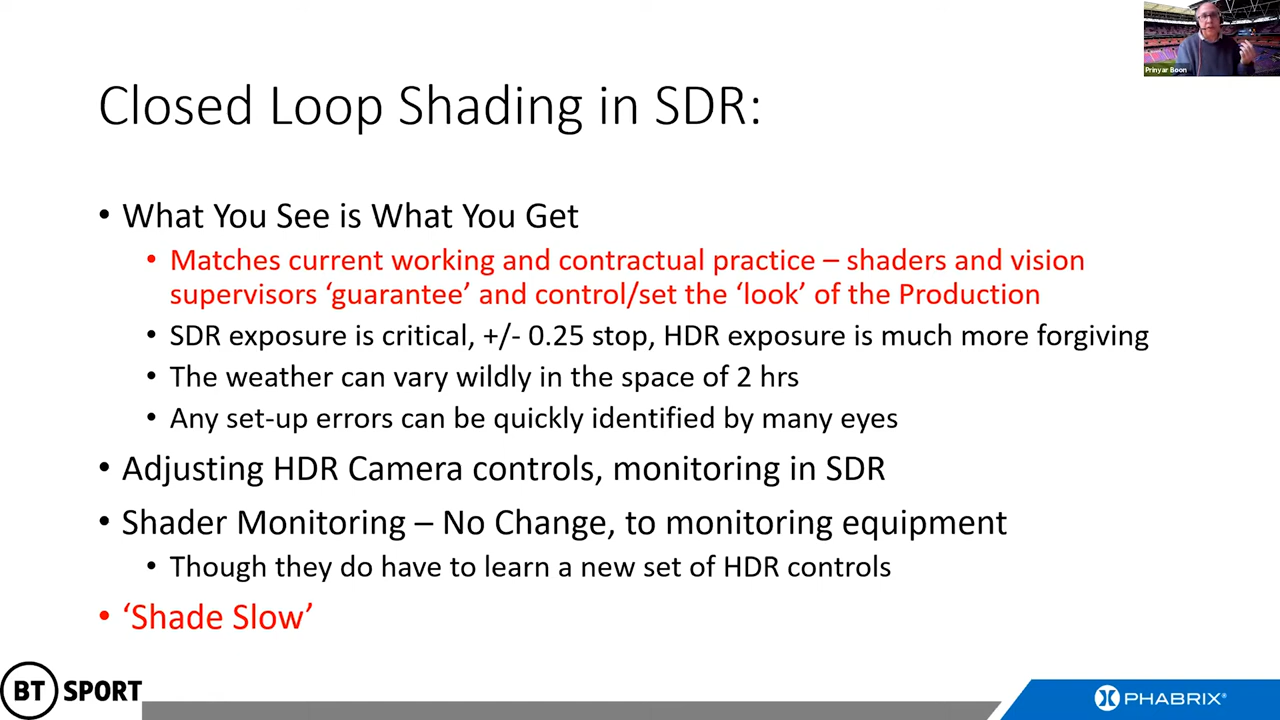 Prinyar Boon
Closed Loop Shading in SDR:
• What You See is What You Get
• Matches current working and contractual practice – shaders and vision
supervisors ‘guarantee’ and control/set the ‘look’ of the Production
• SDR exposure is critical, +/- 0.25 stop, HDR exposure is much more forgiving
• The weather can vary wildly in the space of 2 hrs
• Any set-up errors can be quickly identified by many eyes
• Adjusting HDR Camera controls, monitoring in SDR
• Shader Monitoring – No Change, to monitoring equipment
• Though they do have to learn a new set of HDR controls
• ‘Shade Slow’
BT SPORT
PHABRIX®